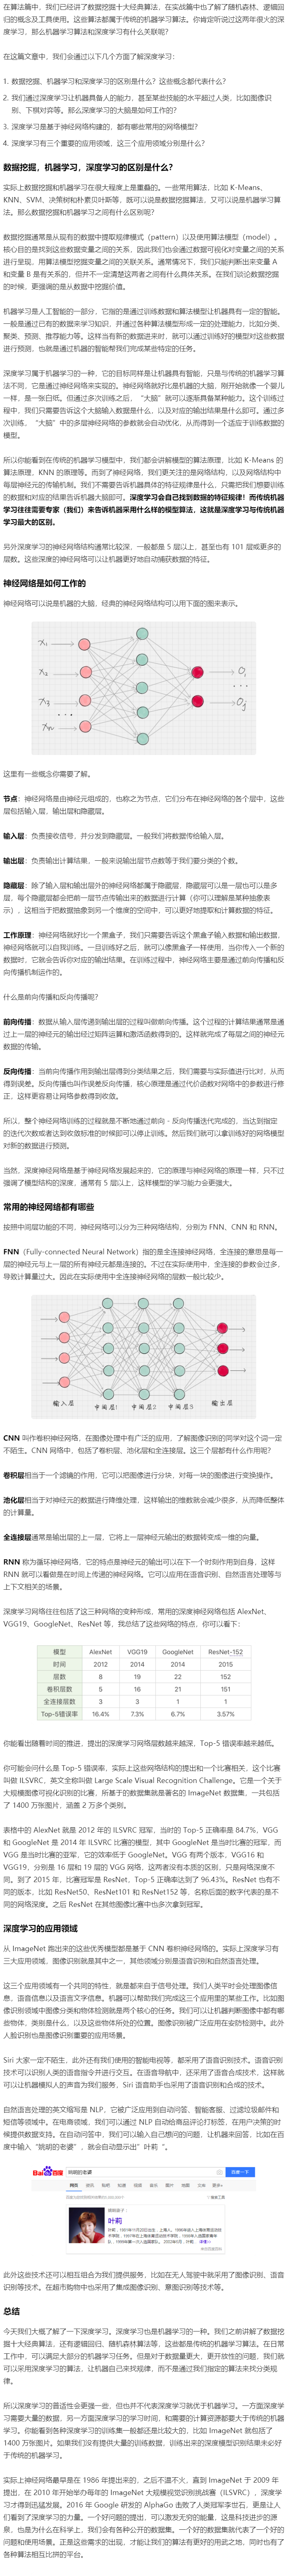 在算法篇中，我们已经讲了数据挖掘十大经典算法，在实战篇中也了解了随机森林、逻辑回
归的概念及工具使用。这些算法都属于传统的机器学习算法。你肯定听说过这两年很火的深
度学习，那么机器学习算法和深度学习有什么关联呢？
在这篇文章中，我们会通过以下几个方面了解深度学习：
1. 数据挖掘、机器学习和深度学习的区别是什么？这些概念都代表什么？
2. 我们通过深度学习让机器具备人的能力，甚至某些技能的水平超过人类，比如图像识
别、下棋对弈等。那么深度学习的大脑是如何工作的？
3. 深度学习是基于神经网络构建的，都有哪些常用的网络模型？
4. 深度学习有三个重要的应用领域，这三个应用领域分别是什么？
数据挖掘，机器学习，深度学习的区别是什么？
实际上数据挖掘和机器学习在很大程度上是重叠的。一些常用算法，比如 K-Means、
KNN、SVM、决策树和朴素贝叶斯等，既可以说是数据挖掘算法，又可以说是机器学习算
法。那么数据挖掘和机器学习之间有什么区别呢？
数据挖掘通常是从现有的数据中提取规律模式（pattern）以及使用算法模型（model）。
核心目的是找到这些数据变量之间的关系，因此我们也会通过数据可视化对变量之间的关系
进行呈现，用算法模型挖掘变量之间的关联关系。通常情况下，我们只能判断出来变量 A
和变量 B 是有关系的，但并不一定清楚这两者之间有什么具体关系。在我们谈论数据挖掘
的时候，更强调的是从数据中挖掘价值。
机器学习是人工智能的一部分，它指的是通过训练数据和算法模型让机器具有一定的智能。
一般是通过已有的数据来学习知识，并通过各种算法模型形成一定的处理能力，比如分类、
聚类、预测、推荐能力等。这样当有新的数据进来时，就可以通过训练好的模型对这些数据
进行预测，也就是通过机器的智能帮我们完成某些特定的任务。
深度学习属于机器学习的一种，它的目标同样是让机器具有智能，只是与传统的机器学习算
法不同，它是通过神经网络来实现的。神经网络就好比是机器的大脑，刚开始就像一个婴儿
一样，是一张白纸。但通过多次训练之后，“大脑”就可以逐渐具备某种能力。这个训练过
程中，我们只需要告诉这个大脑输入数据是什么，以及对应的输出结果是什么即可。通过多
次训练，“大脑”中的多层神经网络的参数就会自动优化，从而得到一个适应于训练数据的
模型。
所以你能看到在传统的机器学习模型中，我们都会讲解模型的算法原理，比如 K-Means 的
算法原理，KNN 的原理等。而到了神经网络，我们更关注的是网络结构，以及网络结构中
每层神经元的传输机制。我们不需要告诉机器具体的特征规律是什么，只需把我们想要训练
的数据和对应的结果告诉机器大脑即可。深度学习会自己找到数据的特征规律！而传统机器
学习往往需要专家（我们）来告诉机器采用什么样的模型算法，这就是深度学习与传统机器
学习最大的区别。
另外深度学习的神经网络结构通常比较深，一般都是 5 层以上，甚至也有 101 层或更多的
层数。这些深度的神经网络可以让机器更好地自动捕获数据的特征。
神经网络是如何工作的
神经网络可以说是机器的大脑，经典的神经网络结构可以用下面的图来表示。
这里有一些概念你需要了解。
节点：神经网络是由神经元组成的，也称之为节点，它们分布在神经网络的各个层中，这些
层包括输入层，输出层和隐藏层。
输入层：负责接收信号，并分发到隐藏层。一般我们将数据传给输入层。
输出层：负责输出计算结果，一般来说输出层节点数等于我们要分类的个数。
隐藏层：除了输入层和输出层外的神经网络都属于隐藏层，隐藏层可以是一层也可以是多
层，每个隐藏层都会把前一层节点传输出来的数据进行计算（你可以理解是某种抽象表
示），这相当于把数据抽象到另一个维度的空间中，可以更好地提取和计算数据的特征。
工作原理：神经网络就好比一个黑盒子，我们只需要告诉这个黑盒子输入数据和输出数据，
神经网络就可以自我训练。一旦训练好之后，就可以像黑盒子一样使用，当你传入一个新的
数据时，它就会告诉你对应的输出结果。在训练过程中，神经网络主要是通过前向传播和反
向传播机制运作的。
什么是前向传播和反向传播呢？
前向传播：数据从输入层传递到输出层的过程叫做前向传播。这个过程的计算结果通常是通
过上一层的神经元的输出经过矩阵运算和激活函数得到的。这样就完成了每层之间的神经元
数据的传输。
反向传播：当前向传播作用到输出层得到分类结果之后，我们需要与实际值进行比对，从而
得到误差。反向传播也叫作误差反向传播，核心原理是通过代价函数对网络中的参数进行修
正，这样更容易让网络参数得到收敛。
所以，整个神经网络训练的过程就是不断地通过前向 - 反向传播迭代完成的，当达到指定
的迭代次数或者达到收敛标准的时候即可以停止训练。然后我们就可以拿训练好的网络模型
对新的数据进行预测。
当然，深度神经网络是基于神经网络发展起来的，它的原理与神经网络的原理一样，只不过
强调了模型结构的深度，通常有 5 层以上，这样模型的学习能力会更强大。
常用的神经网络都有哪些
按照中间层功能的不同，神经网络可以分为三种网络结构，分别为 FNN、CNN 和 RNN。
FNN（Fully-connected Neural Network）指的是全连接神经网络，全连接的意思是每一
层的神经元与上一层的所有神经元都是连接的。不过在实际使用中，全连接的参数会过多，
导致计算量过大。因此在实际使用中全连接神经网络的层数一般比较少。
输入层 中间层1 中间层2 中间层3 输出层
CNN 叫作卷积神经网络，在图像处理中有广泛的应用，了解图像识别的同学对这个词一定
不陌生。CNN 网络中，包括了卷积层、池化层和全连接层。这三个层都有什么作用呢？
卷积层相当于一个滤镜的作用，它可以把图像进行分块，对每一块的图像进行变换操作。
池化层相当于对神经元的数据进行降维处理，这样输出的维数就会减少很多，从而降低整体
的计算量。
全连接层通常是输出层的上一层，它将上一层神经元输出的数据转变成一维的向量。
RNN 称为循环神经网络，它的特点是神经元的输出可以在下一个时刻作用到自身，这样
RNN 就可以看做是在时间上传递的神经网络。它可以应用在语音识别、自然语言处理等与
上下文相关的场景。
深度学习网络往往包括了这三种网络的变种形成，常用的深度神经网络包括 AlexNet、
VGG19、GoogleNet、ResNet 等，我总结了这些网络的特点，你可以看下：
模型 AlexNet VGG19 GoogleNet ResNet-152
时间 2012 2014 2014 2015
层数 8 19 22 152
卷积层数 5 16 21 151
全连接层数 3 3 1 1
Top-5错误率 16.4% 7.3% 6.7% 3.57%
你能看出随着时间的推进，提出的深度学习网络层数越来越深，Top-5 错误率越来越低。
你可能会问什么是 Top-5 错误率，实际上这些网络结构的提出和一个比赛相关，这个比赛
叫做 ILSVRC，英文全称叫做 Large Scale Visual Recognition Challenge。它是一个关于大
规模图像可视化识别的比赛，所基于的数据集就是著名的 ImageNet 数据集，一共包括
了 1400 万张图片，涵盖 2 万多个类别。
表格中的 AlexNet 就是 2012 年的 ILSVRC 冠军，当时的 Top-5 正确率是 84.7%，VGG
和 GoogleNet 是 2014 年 ILSVRC 比赛的模型，其中 GoogleNet 是当时比赛的冠军，而
VGG 是当时比赛的亚军，它的效率低于 GoogleNet。VGG 有两个版本，VGG16 和
VGG19，分别是 16 层和 19 层的 VGG 网络，这两者没有本质的区别，只是网络深度不
同。到了 2015 年，比赛冠军是 ResNet，Top-5 正确率达到了 96.43%。ResNet 也有不
同的版本，比如 ResNet50、ResNet101 和 ResNet152 等，名称后面的数字代表的是不
同的网络深度。之后 ResNet 在其他图像比赛中也多次拿到冠军。
深度学习的应用领域
从 ImageNet 跑出来的这些优秀模型都是基于 CNN 卷积神经网络的。实际上深度学习有
三大应用领域，图像识别就是其中之一，其他领域分别是语音识别和自然语言处理。
这三个应用领域有一个共同的特性，就是都来自于信号处理。我们人类平时会处理图像信
息，语音信息以及语言文字信息。机器可以帮助我们完成这三个应用里的某些工作。比如图
像识别领域中图像分类和物体检测就是两个核心的任务。我们可以让机器判断图像中都有哪
些物体，类别是什么，以及这些物体所处的位置。图像识别被广泛应用在安防检测中。此外
人脸识别也是图像识别重要的应用场景。
Siri 大家一定不陌生，此外还有我们使用的智能电视等，都采用了语音识别技术。语音识别
技术可以识别人类的语音指令并进行交互。在语音导航中，还采用了语音合成技术，这样就
可以让机器模拟人的声音为我们服务，Siri 语音助手也采用了语音识别和合成的技术。
自然语言处理的英文缩写是 NLP，它被广泛应用到自动问答、智能客服、过滤垃圾邮件和
短信等领域中。在电商领域，我们可以通过 NLP 自动给商品评论打标签，在用户决策的时
候提供数据支持。在自动问答中，我们可以输入自己想问的问题，让机器来回答，比如在百
度中输入“姚明的老婆”，就会自动显示出“叶莉”。
Bai百度 姚明的老婆 百度一下
叶莉
此外这些技术还可以相互组合为我们提供服务，比如在无人驾驶中就采用了图像识别、语
音识别等技术。在超市购物中也采用了集成图像识别、意图识别等技术。
总结
今天我们大概了解了一下深度学习。深度学习也是机器学习的一种。我们之前讲解了数据挖
掘十大经典算法，还有逻辑回归、随机森林算法等，这些都是传统的机器学习算法。在日常
工作中，可以满足大部分的机器学习任务。但是对于数据量更大，更开放性的问题，我们就
可以采用深度学习的算法，让机器自己来找规律，而不是通过我们指定的算法来找分类规
律。
所以深度学习的普适性会更强一些，但也并不代表深度学习就优于机器学习。一方面深度学
习需要大量的数据，另一方面深度学习的学习时间，和需要的计算资源都要大于传统的机器
学习。你能看到各种深度学习的训练集一般都还是比较大的，比如 ImageNet 就包括了
1400 万张图片。如果我们没有提供大量的训练数据，训练出来的深度模型识别结果未必好
于传统的机器学习。
实际上神经网络最早是在 1986 年提出来的，之后不温不火，直到 ImageNet 于 2009 年
提出，在 2010 年开始举办每年的 ImageNet 大规模视觉识别挑战赛（ILSVRC），深度学
习才得到迅猛发展。2016 年 Google 研发的 AlphaGo 击败了人类冠军李世石，更是让人
们看到了深度学习的力量。一个好问题的提出，可以激发无穷的能量，这是科技进步的源
泉，也是为什么在科学上，我们会有各种公开的数据集。一个好的数据集就代表了一个好的
问题和使用场景。正是这些需求的出现，才能让我们的算法有更好的用武之地，同时也有了
各种算法相互比拼的平台。